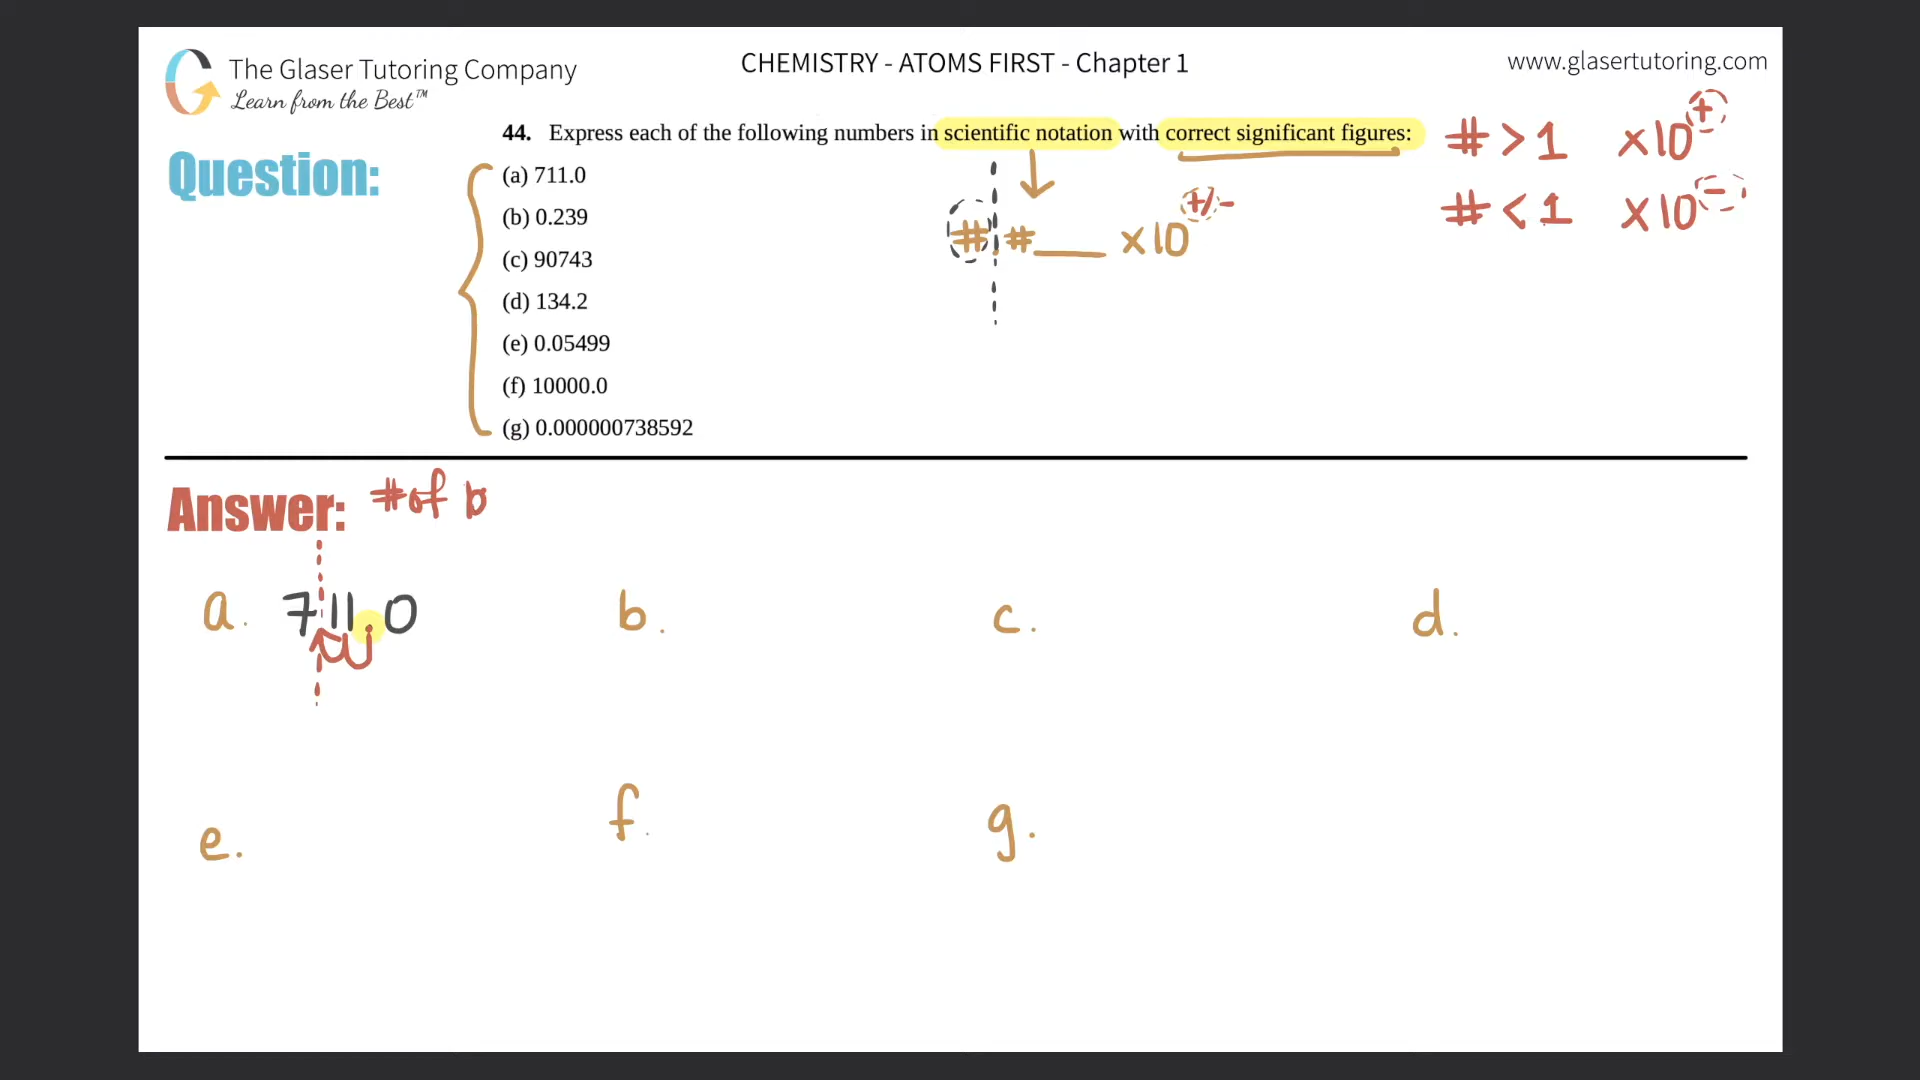 The Glaser Tutoring Company
Learn from the Best™
CHEMISTRY - ATOMS FIRST - Chapter 1
www.glasertutoring.com
Question:
44. Express each of the following numbers in scientific notation with correct significant figures:
(a) 711.0
(b) 0.239
(c) 90743
(d) 134.2
(e) 0.05499
(f) 10000.0
(g) 0.000000738592
#.#___ x10^+/-
# > 1 x10^+
# < 1 x10^-
Answer: # of b
a. 711.0
b.
c.
d.
e.
f.
g.